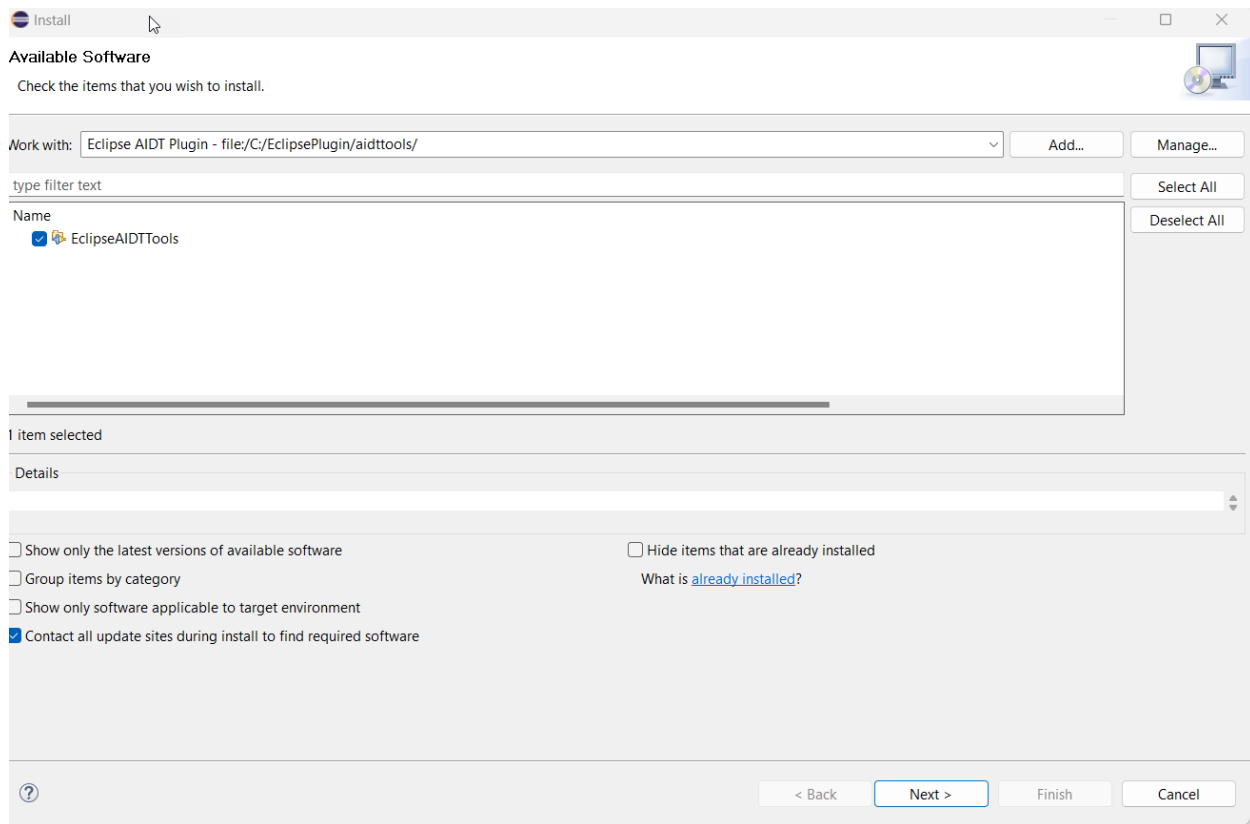 Install
Available Software
Check the items that you wish to install.
Work with: Eclipse AIDT Plugin - file:/C:/EclipsePlugin/aidttools/ Add... Manage...
type filter text Select All
Name Deselect All
EclipseAIDTTools
1 item selected
Details
Show only the latest versions of available software Hide items that are already installed
Group items by category What is already installed?
Show only software applicable to target environment
Contact all update sites during install to find required software
? < Back Next > Finish Cancel